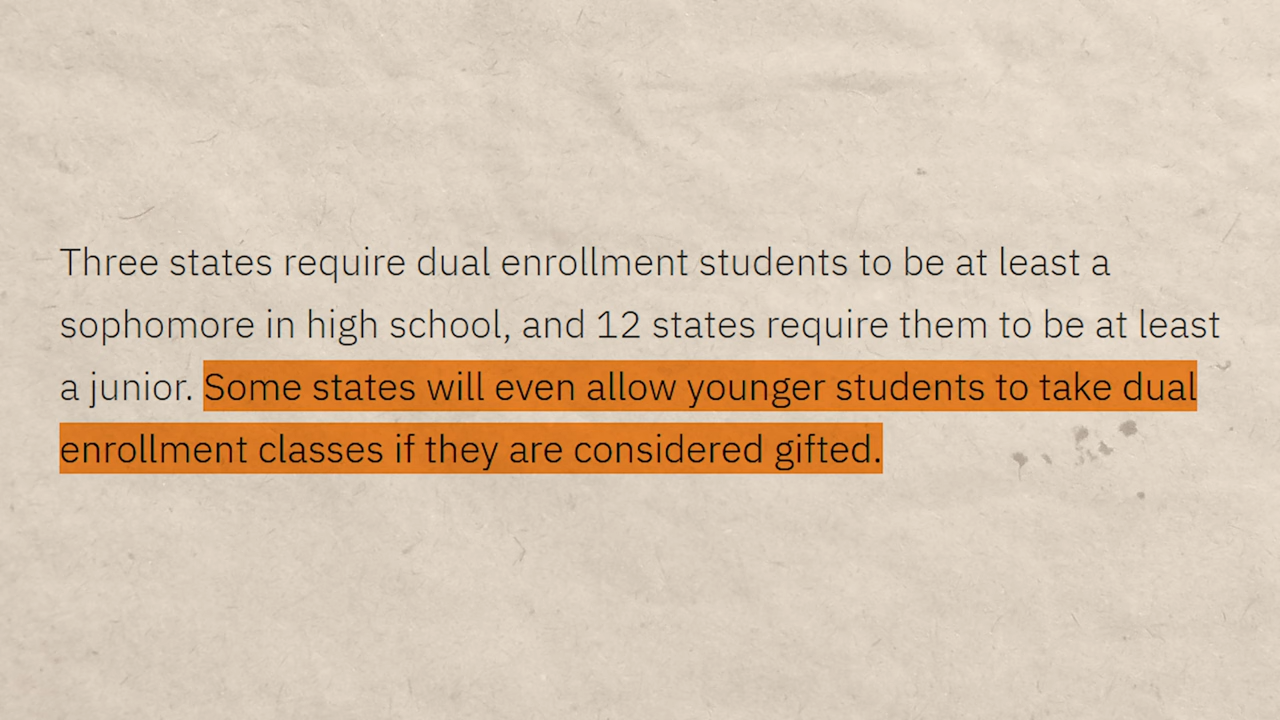 Three states require dual enrollment students to be at least a
sophomore in high school, and 12 states require them to be at least
a junior. Some states will even allow younger students to take dual
enrollment classes if they are considered gifted.